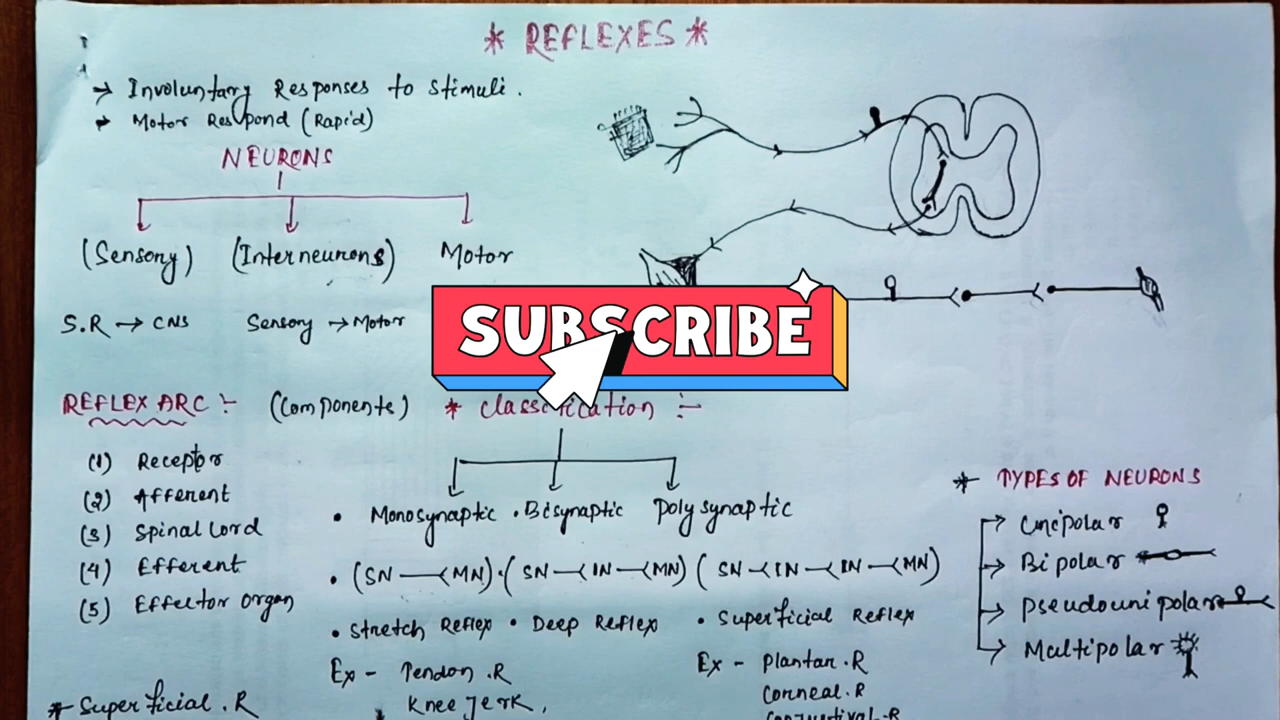 * REFLEXES *
→ Involuntary Responses to Stimuli.
→ Motor Respond (Rapid)
NEURONS
(Sensory) (Interneurons) Motor
S.R → CNS Sensory → Motor
SUBSCRIBE
REFLEX ARC :- (Componente)
(1) Receptor
(2) Afferent
(3) Spinal Cord
(4) Efferent
(5) Effector Organ
* Superficial .R
* Classification :-
• Monosynaptic • Bisynaptic Polysynaptic
• (SN MN) • (SN IN MN) (SN IN IN MN)
• Stretch Reflex • Deep Reflex • Superficial Reflex
Ex - Tendon .R
Knee Jerk,
Ex - Plantar .R
Corneal .R
Conjuctival .R
* TYPES OF NEURONS
→ Unipolar
→ Bipolar
→ Pseudounipolar
→ Multipolar